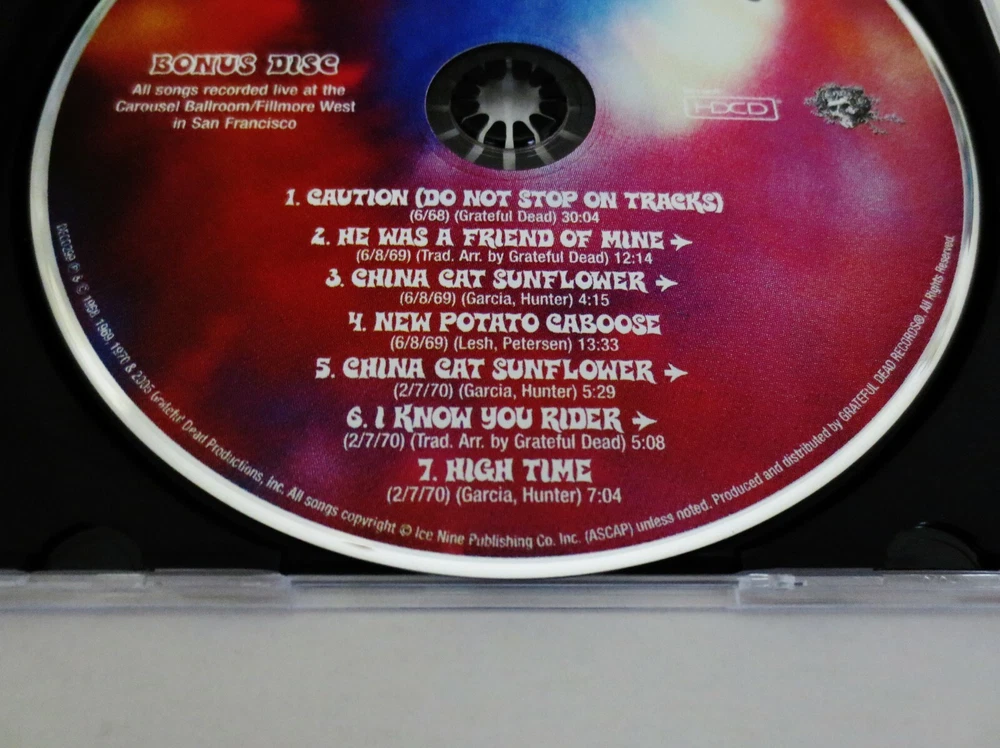 BONUS DISC
All songs recorded live at the
Carousel Ballroom/Fillmore West
in San Francisco
HDCD®
1. CAUTION (DO NOT STOP ON TRACKS)
(6/68) (Grateful Dead) 30:04
2. HE WAS A FRIEND OF MINE →
(6/8/69) (Trad. Arr. by Grateful Dead) 12:14
3. CHINA CAT SUNFLOWER →
(6/8/69) (Garcia, Hunter) 4:15
4. NEW POTATO CABOOSE
(6/8/69) (Lesh, Petersen) 13:33
5. CHINA CAT SUNFLOWER →
(2/7/70) (Garcia, Hunter) 5:29
6. I KNOW YOU RIDER →
(2/7/70) (Trad. Arr. by Grateful Dead) 5:08
7. HIGH TIME
(2/7/70) (Garcia, Hunter) 7:04
℗ & © 1968, 1969, 1970 & 2005 Grateful Dead Productions, Inc. All songs copyright © Ice Nine Publishing Co. Inc. (ASCAP) unless noted. Produced and distributed by GRATEFUL DEAD RECORDS®. All Rights Reserved